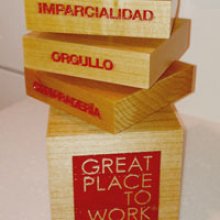 IMPARCIALIDAD
ORGULLO
CAMARADERÍA
GREAT
PLACE
TO
WORK